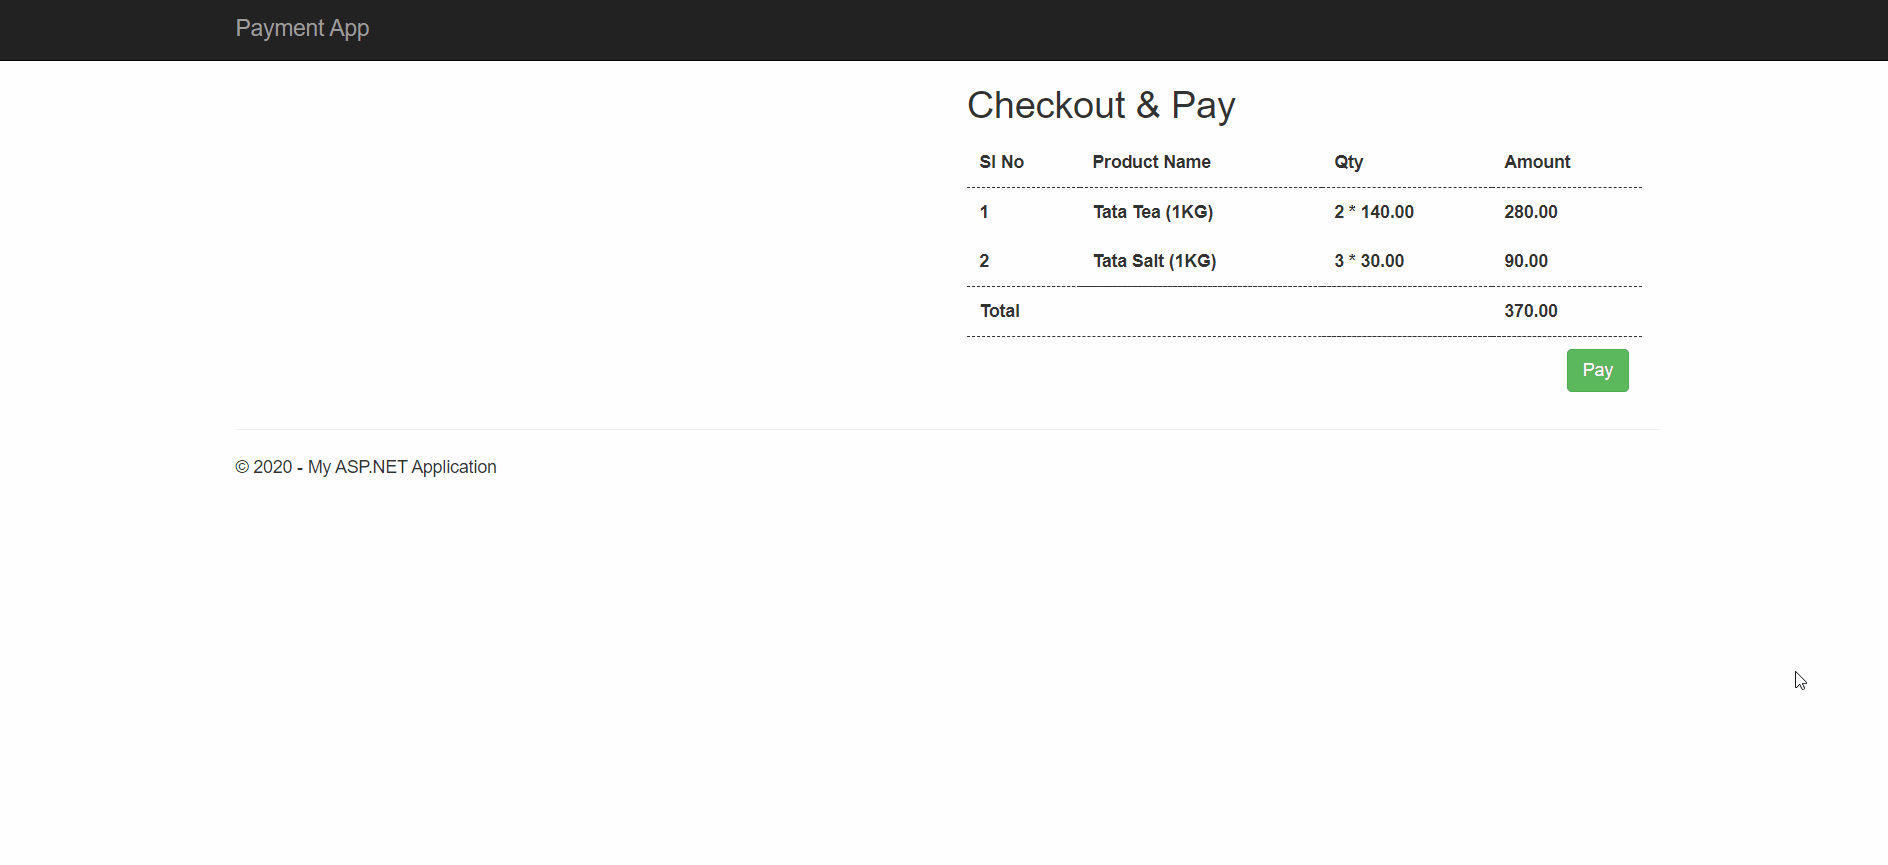 Payment App
Checkout & Pay
Sl No Product Name Qty Amount
1 Tata Tea (1KG) 2 * 140.00 280.00
2 Tata Salt (1KG) 3 * 30.00 90.00
Total 370.00
Pay
© 2020 - My ASP.NET Application